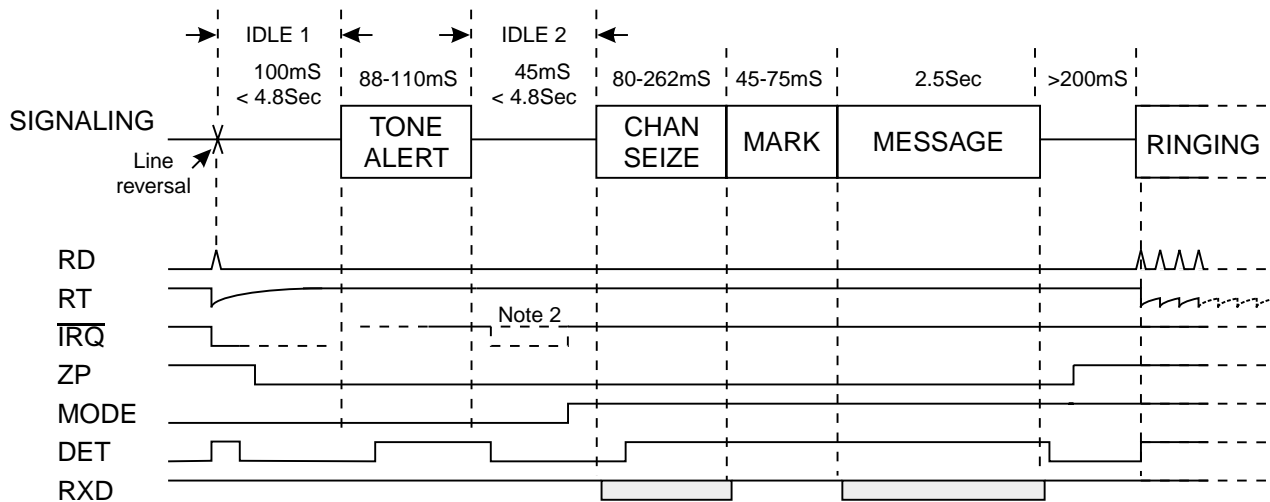 IDLE 1
IDLE 2
100mS
< 4.8Sec
88-110mS
45mS
< 4.8Sec
80-262mS
45-75mS
2.5Sec
>200mS
SIGNALING
TONE
ALERT
CHAN
SEIZE
MARK
MESSAGE
RINGING
Line
reversal
RD
RT
Note 2
IRQ
ZP
MODE
DET
RXD